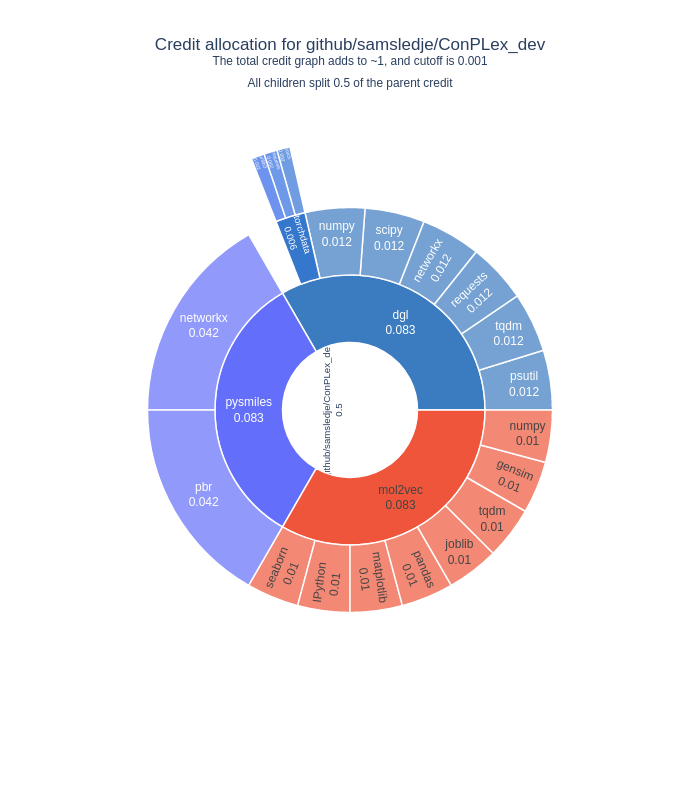 Credit allocation for github/samsledje/ConPLex_dev
The total credit graph adds to ~1, and cutoff is 0.001
All children split 0.5 of the parent credit
torchdata
0.006
numpy
0.012
scipy
0.012
networkx
0.012
requests
0.012
tqdm
0.012
psutil
0.012
dgl
0.083
networkx
0.042
pysmiles
0.083
pbr
0.042
github/samsledje/ConPLex_de
0.5
mol2vec
0.083
numpy
0.01
gensim
0.01
tqdm
0.01
joblib
0.01
pandas
0.01
matplotlib
0.01
IPython
0.01
seaborn
0.01